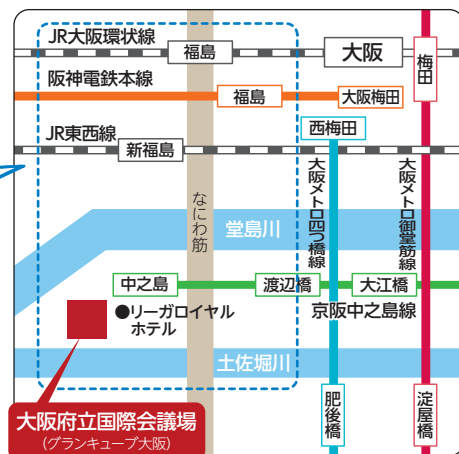 JR大阪環状線
福島
大阪
梅田
阪神電鉄本線
福島
大阪梅田
西梅田
JR東西線
新福島
大阪メトロ四つ橋線
大阪メトロ御堂筋線
なにわ筋
堂島川
中之島
渡辺橋
大江橋
京阪中之島線
●リーガロイヤル
ホテル
土佐堀川
大阪府立国際会議場
(グランキューブ大阪)
肥後橋
淀屋橋